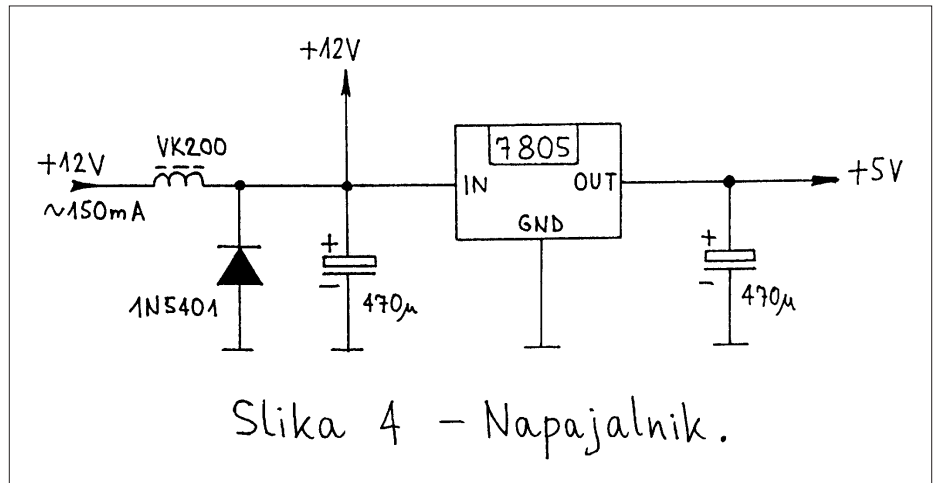 +12V
VK200
7805
+12V
IN
OUT
+5V
~150mA
GND
+
+
-
-
1N5401
470µ
470µ
Slika 4 - Napajalnik.